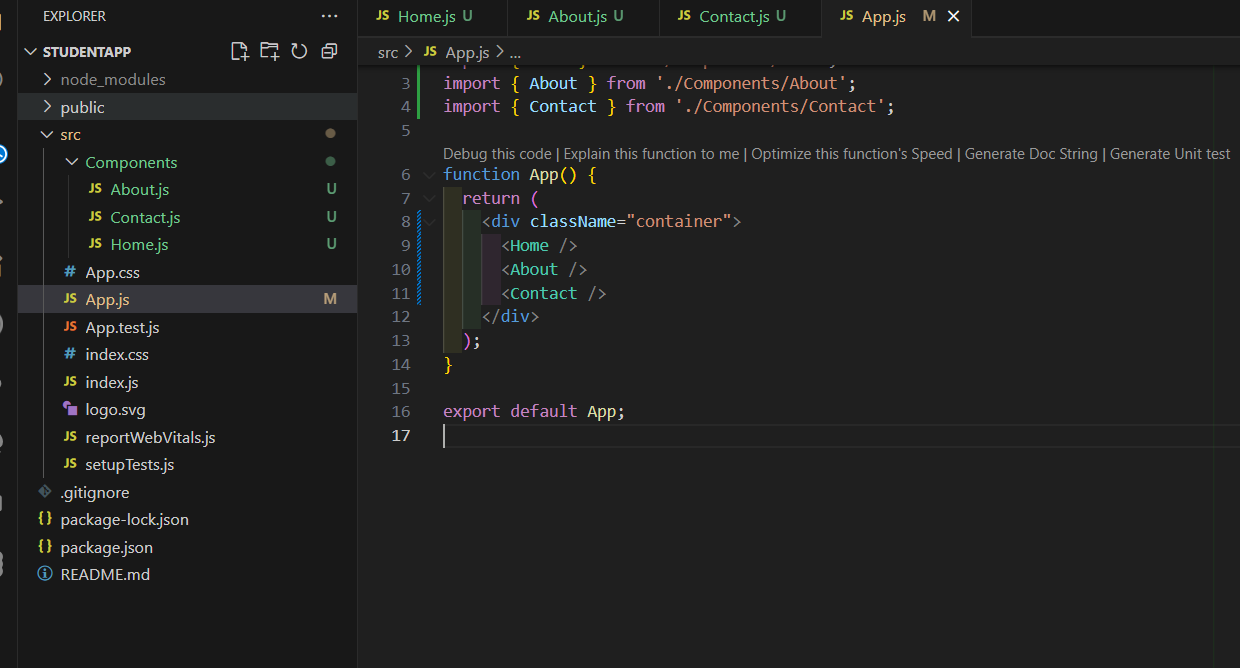 EXPLORER
STUDENTAPP
node_modules
public
src
Components
JS About.js U
JS Contact.js U
JS Home.js U
# App.css
JS App.js M
JS App.test.js
# index.css
JS index.js
logo.svg
JS reportWebVitals.js
JS setupTests.js
.gitignore
{} package-lock.json
{} package.json
README.md
JS Home.js U JS About.js U JS Contact.js U JS App.js M
src > JS App.js > ...
3 import { About } from './Components/About';
4 import { Contact } from './Components/Contact';
5
Debug this code | Explain this function to me | Optimize this function's Speed | Generate Doc String | Generate Unit test
6 function App() {
7 return (
8 <div className="container">
9 <Home />
10 <About />
11 <Contact />
12 </div>
13 );
14 }
15
16 export default App;
17